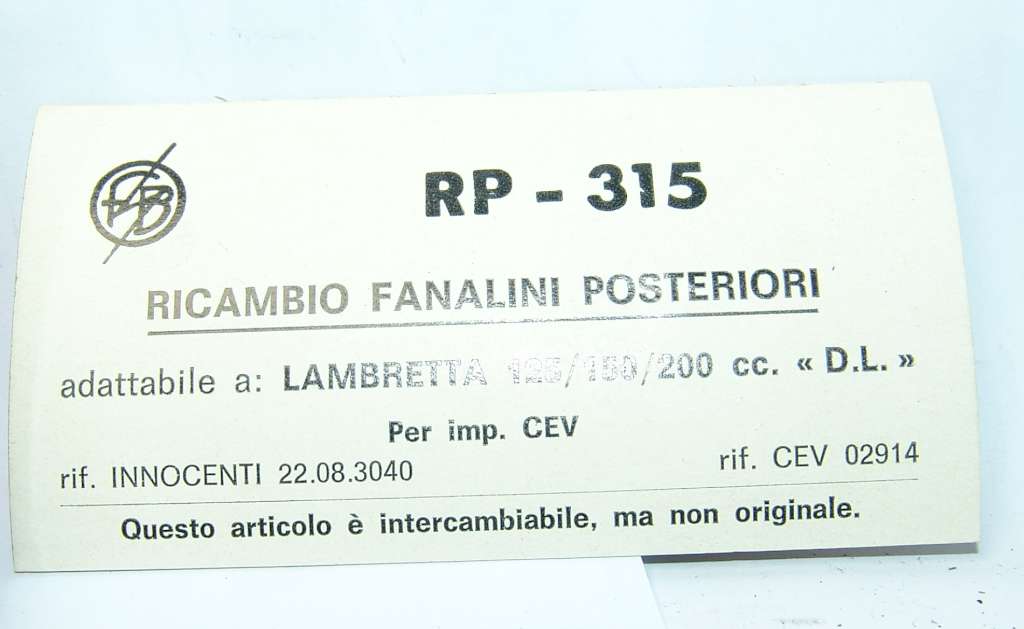 RP - 315
RICAMBIO FANALINI POSTERIORI
adattabile a: LAMBRETTA 125/150/200 cc. « D.L. »
Per imp. CEV
rif. INNOCENTI 22.08.3040 rif. CEV 02914
Questo articolo è intercambiabile, ma non originale.